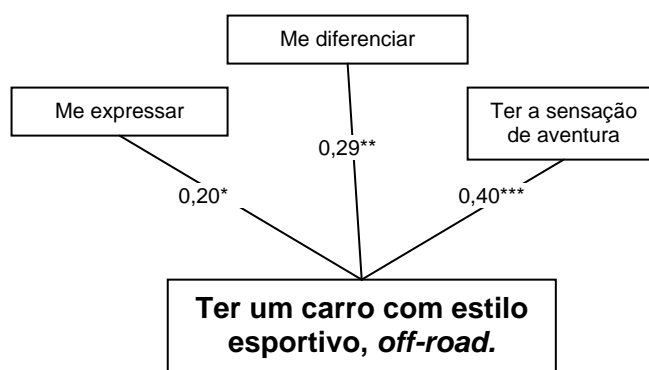 Me diferenciar
Me expressar
Ter a sensação
de aventura
0,29**
0,20*
0,40***
Ter um carro com estilo
esportivo, off-road.